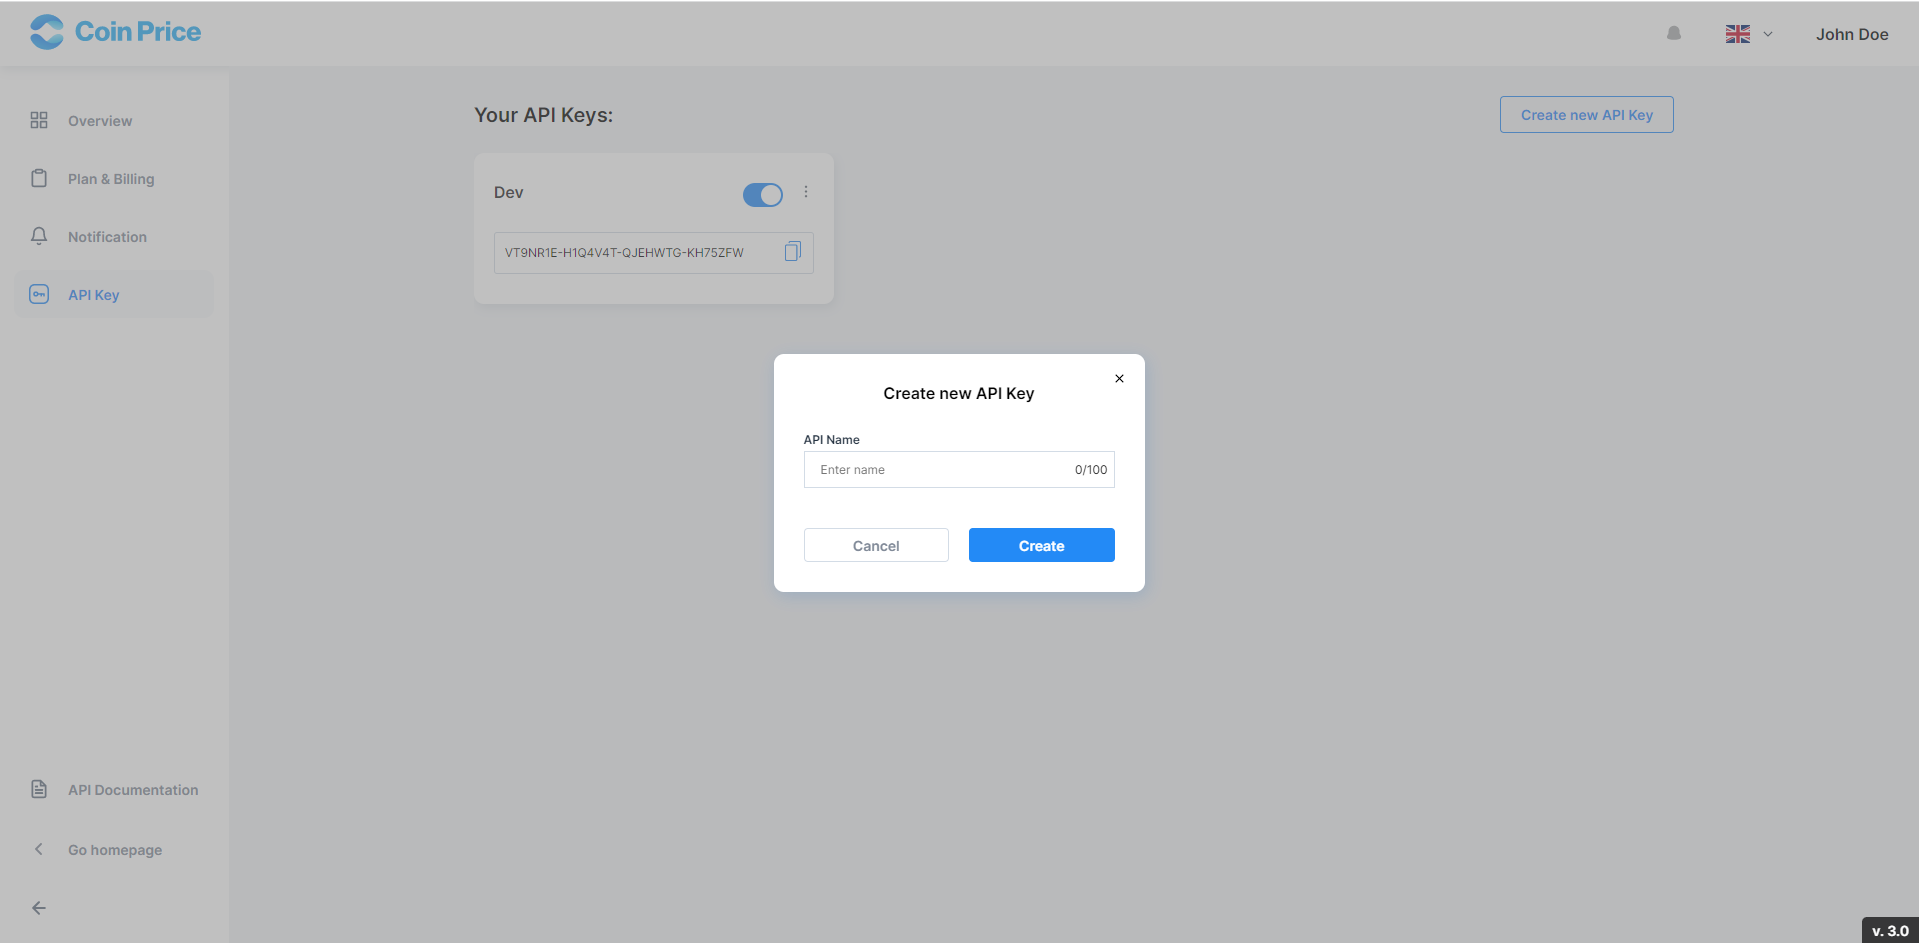 Coin Price
John Doe
Overview
Plan & Billing
Notification
API Key
API Documentation
Go homepage
Your API Keys:
Create new API Key
Dev
VT9NR1E-H1Q4V4T-QJEHWTG-KH75ZFW
Create new API Key
API Name
Enter name 0/100
Cancel Create
v. 3.0